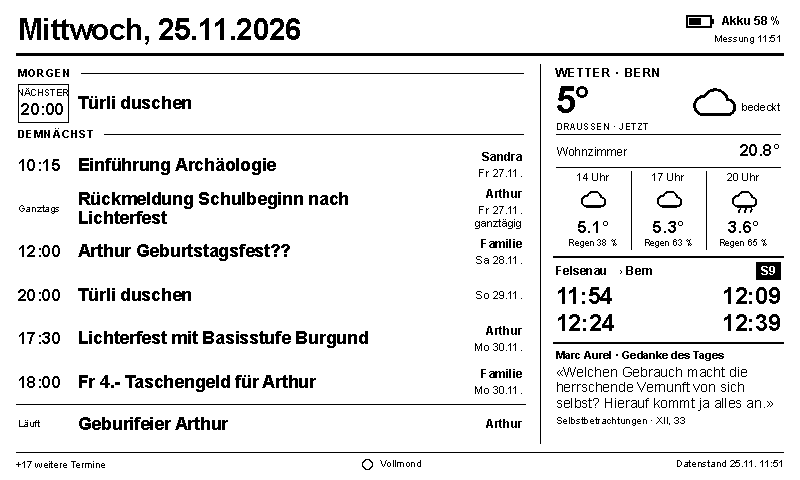 Mittwoch, 25.11.2026
Akku 58 %
Messung 11:51
MORGEN
NÄCHSTER
20:00 Türli duschen
DEMNÄCHST
10:15 Einführung Archäologie Sandra
Fr 27.11.
Ganztags Rückmeldung Schulbeginn nach Lichterfest Arthur
Fr 27.11.
ganztägig
12:00 Arthur Geburtstagsfest?? Familie
Sa 28.11.
20:00 Türli duschen So 29.11.
17:30 Lichterfest mit Basisstufe Burgund Arthur
Mo 30.11.
18:00 Fr 4.- Taschengeld für Arthur Familie
Mo 30.11.
Läuft Geburifeier Arthur Arthur
WETTER · BERN
5° bedeckt
DRAUSSEN · JETZT
Wohnzimmer 20.8°
14 Uhr 17 Uhr 20 Uhr
5.1° 5.3° 3.6°
Regen 38 % Regen 63 % Regen 65 %
Felsenau › Bern S9
11:54 12:09
12:24 12:39
Marc Aurel · Gedanke des Tages
«Welchen Gebrauch macht die
herrschende Vernunft von sich
selbst? Hierauf kommt ja alles an.»
Selbstbetrachtungen · XII, 33
+17 weitere Termine Vollmond Datenstand 25.11. 11:51